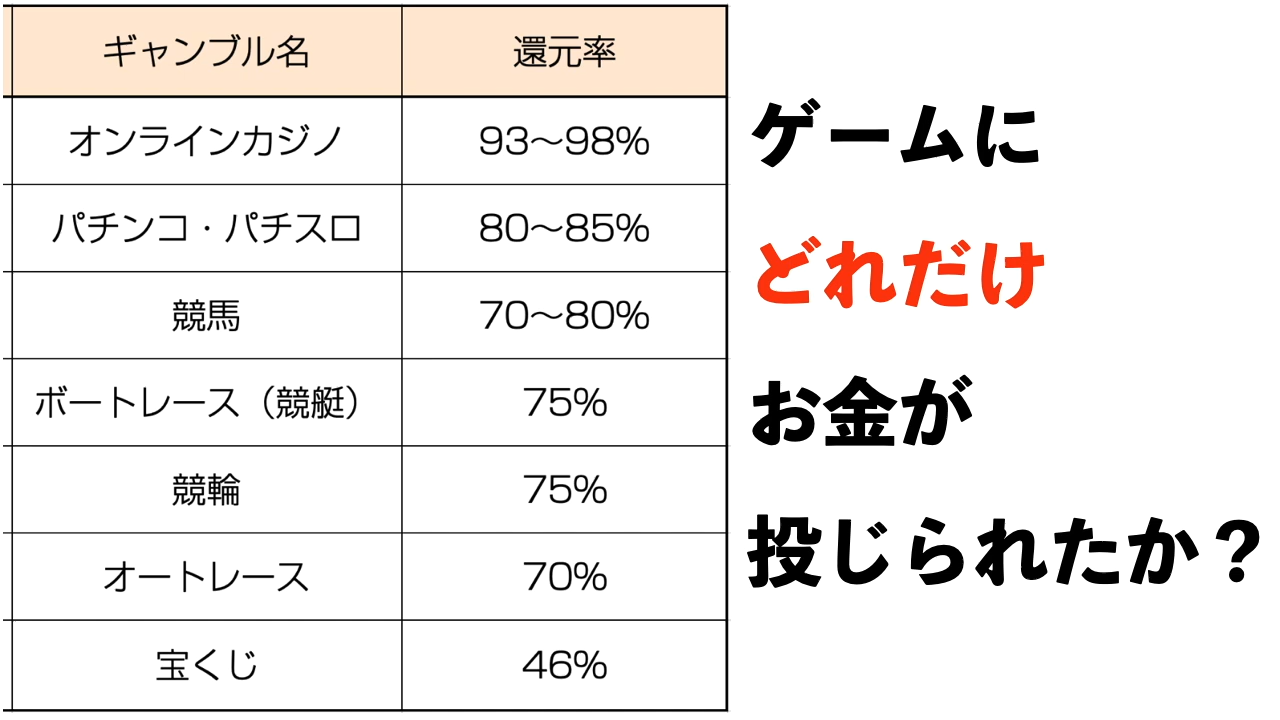 ギャンブル名 還元率
オンラインカジノ 93～98%
パチンコ・パチスロ 80～85%
競馬 70～80%
ボートレース（競艇） 75%
競輪 75%
オートレース 70%
宝くじ 46%
ゲームに
どれだけ
お金が
投じられたか？